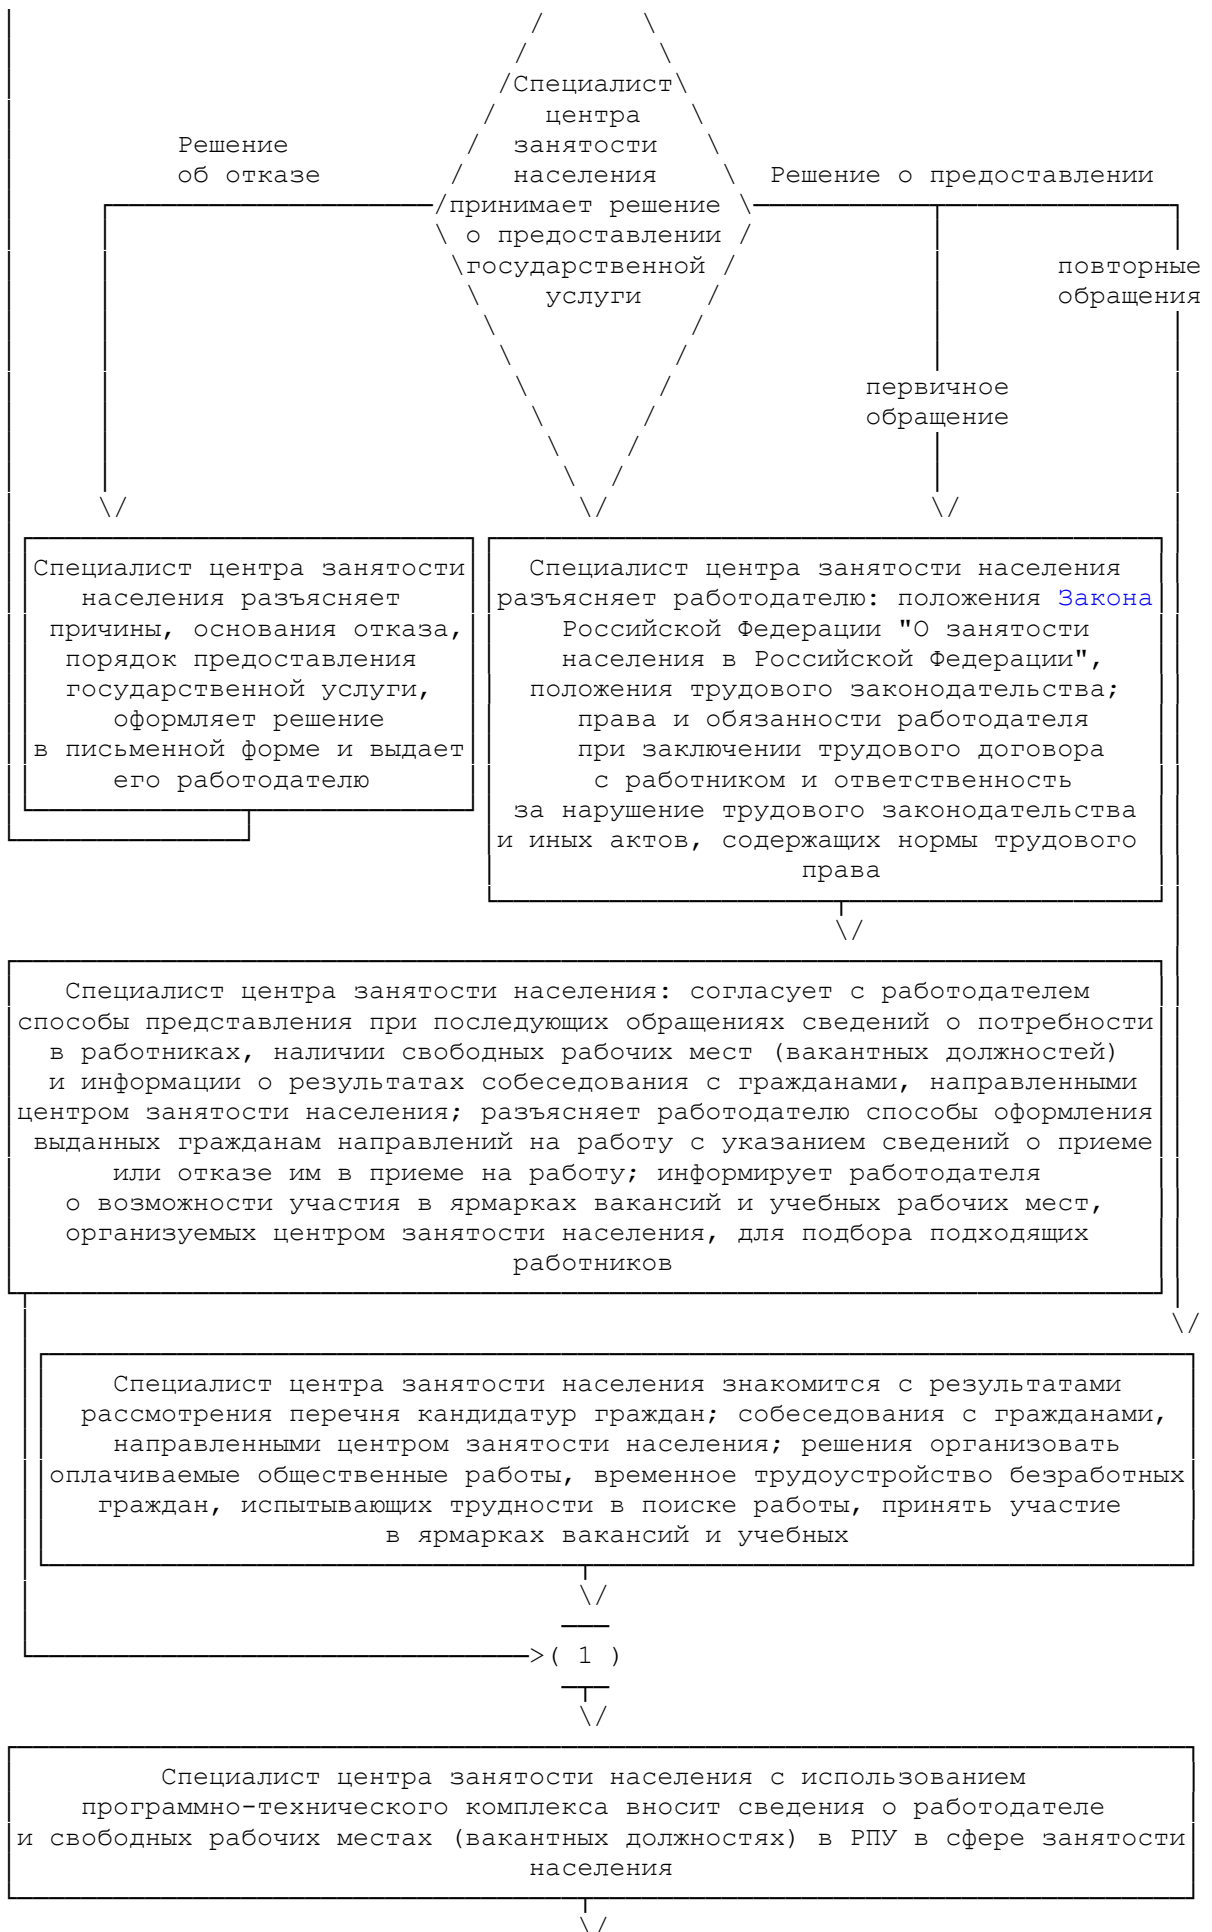 Специалист
центра
Решение
занятости
об отказе
населения
Решение о предоставлении
принимает решение
о предоставлении
государственной
повторные
услуги
обращения
первичное
обращение
Специалист центра занятости
населения разъясняет
причины, основания отказа,
порядок предоставления
государственной услуги,
оформляет решение
в письменной форме и выдает
его работодателю
Специалист центра занятости населения
разъясняет работодателю: положения Закона
Российской Федерации "О занятости
населения в Российской Федерации",
положения трудового законодательства;
права и обязанности работодателя
при заключении трудового договора
с работником и ответственность
за нарушение трудового законодательства
и иных актов, содержащих нормы трудового
права
Специалист центра занятости населения: согласует с работодателем
способы представления при последующих обращениях сведений о потребности
в работниках, наличии свободных рабочих мест (вакантных должностей)
и информации о результатах собеседования с гражданами, направленными
центром занятости населения; разъясняет работодателю способы оформления
выданных гражданам направлений на работу с указанием сведений о приеме
или отказе им в приеме на работу; информирует работодателя
о возможности участия в ярмарках вакансий и учебных рабочих мест,
организуемых центром занятости населения, для подбора подходящих
работников
Специалист центра занятости населения знакомится с результатами
рассмотрения перечня кандидатур граждан; собеседования с гражданами,
направленными центром занятости населения; решения организовать
оплачиваемые общественные работы, временное трудоустройство безработных
граждан, испытывающих трудности в поиске работы, принять участие
в ярмарках вакансий и учебных
( 1 )
Специалист центра занятости населения с использованием
программно-технического комплекса вносит сведения о работодателе
и свободных рабочих местах (вакантных должностях) в РПУ в сфере занятости
населения